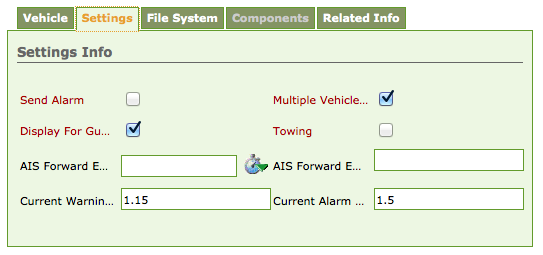 Vehicle Settings File System Components Related Info
Settings Info
Send Alarm Multiple Vehicle...
Display For Gu... Towing
AIS Forward E... AIS Forward E...
Current Warnin... 1.15 Current Alarm ... 1.5